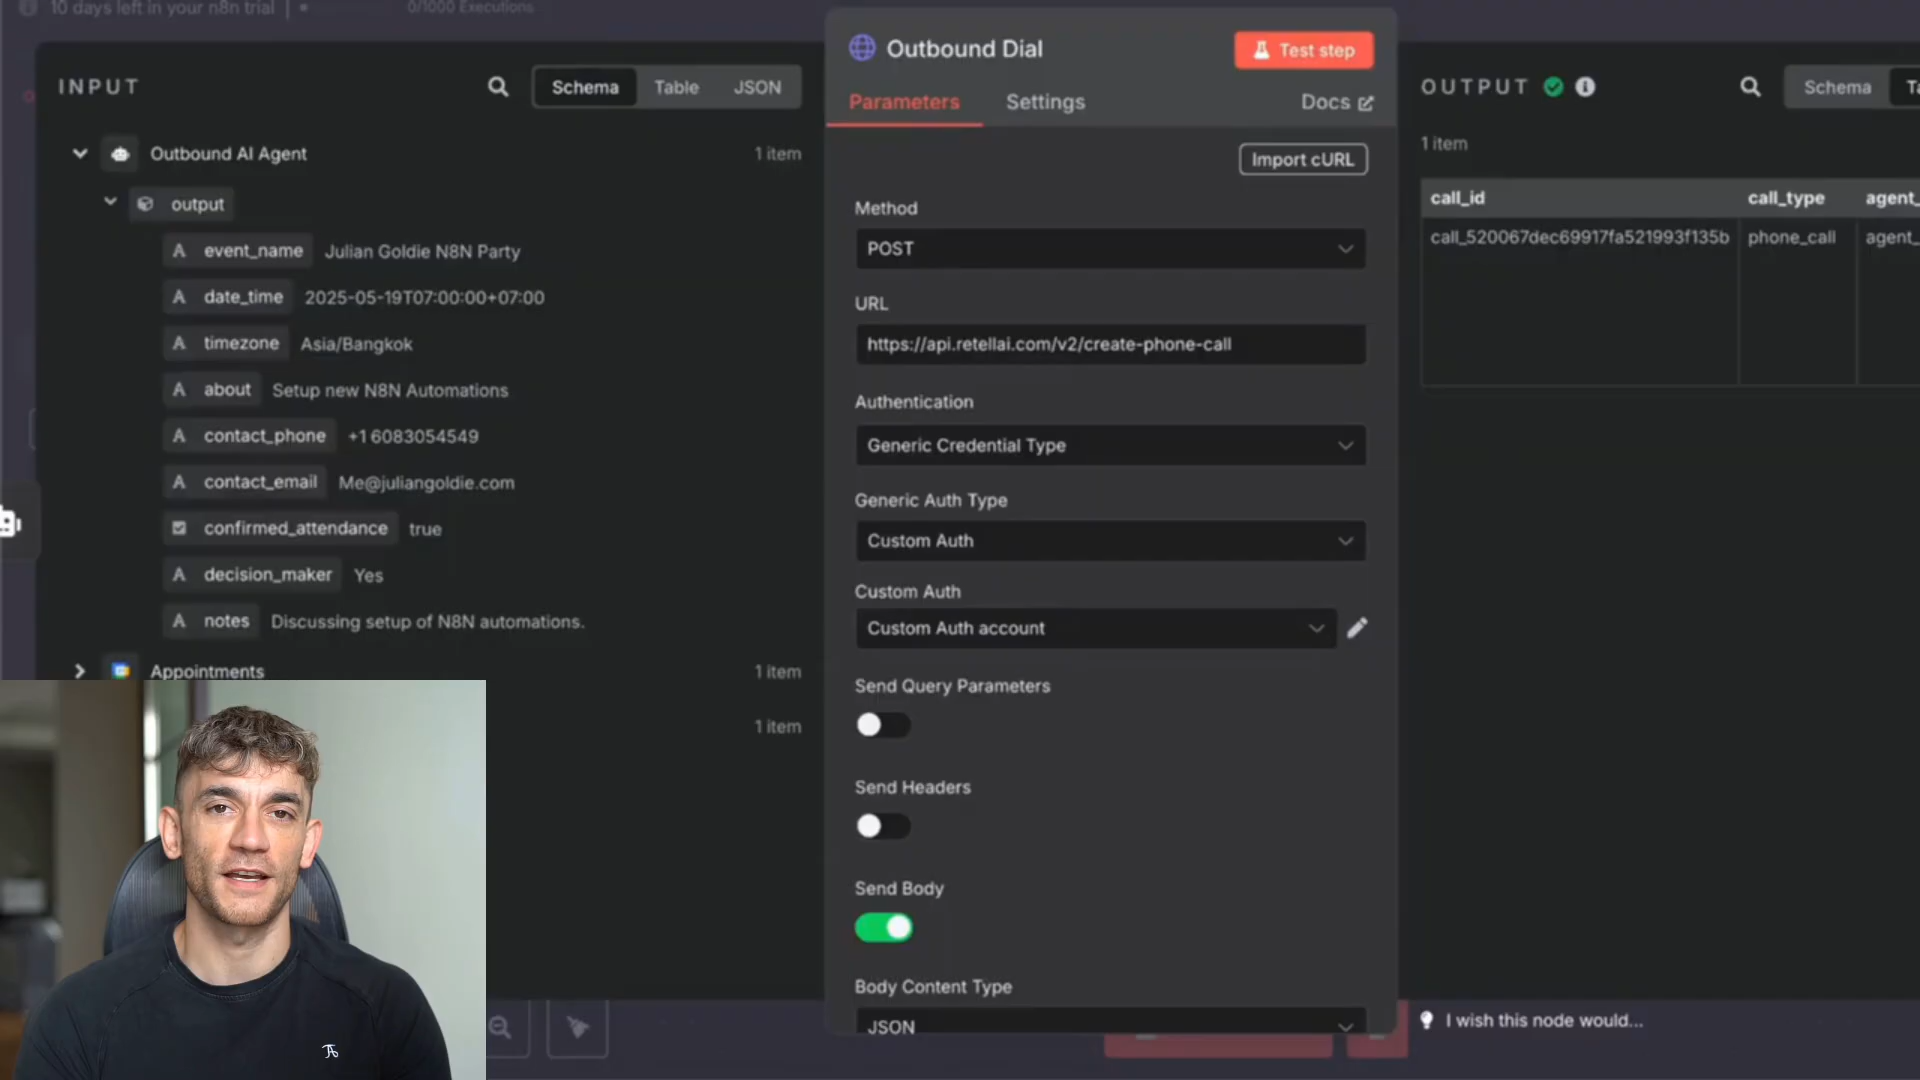 10 days left in your n8n trial
0/1000 Executions
INPUT
Schema
Table
JSON
Outbound AI Agent
1 item
output
A event_name Julian Goldie N8N Party
A date_time 2025-05-19T07:00:00+07:00
A timezone Asia/Bangkok
A about Setup new N8N Automations
A contact_phone +1 6083054549
A contact_email Me@juliangoldie.com
confirmed_attendance true
A decision_maker Yes
A notes Discussing setup of N8N automations.
Appointments
1 item
1 item
Outbound Dial
Test step
Parameters
Settings
Docs
Import cURL
Method
POST
URL
https://api.retellai.com/v2/create-phone-call
Authentication
Generic Credential Type
Generic Auth Type
Custom Auth
Custom Auth
Custom Auth account
Send Query Parameters
Send Headers
Send Body
Body Content Type
JSON
OUTPUT
Schema
Ta
1 item
call_id call_type agent_
call_520067dec69917fa521993f135b phone_call agent_
I wish this node would...